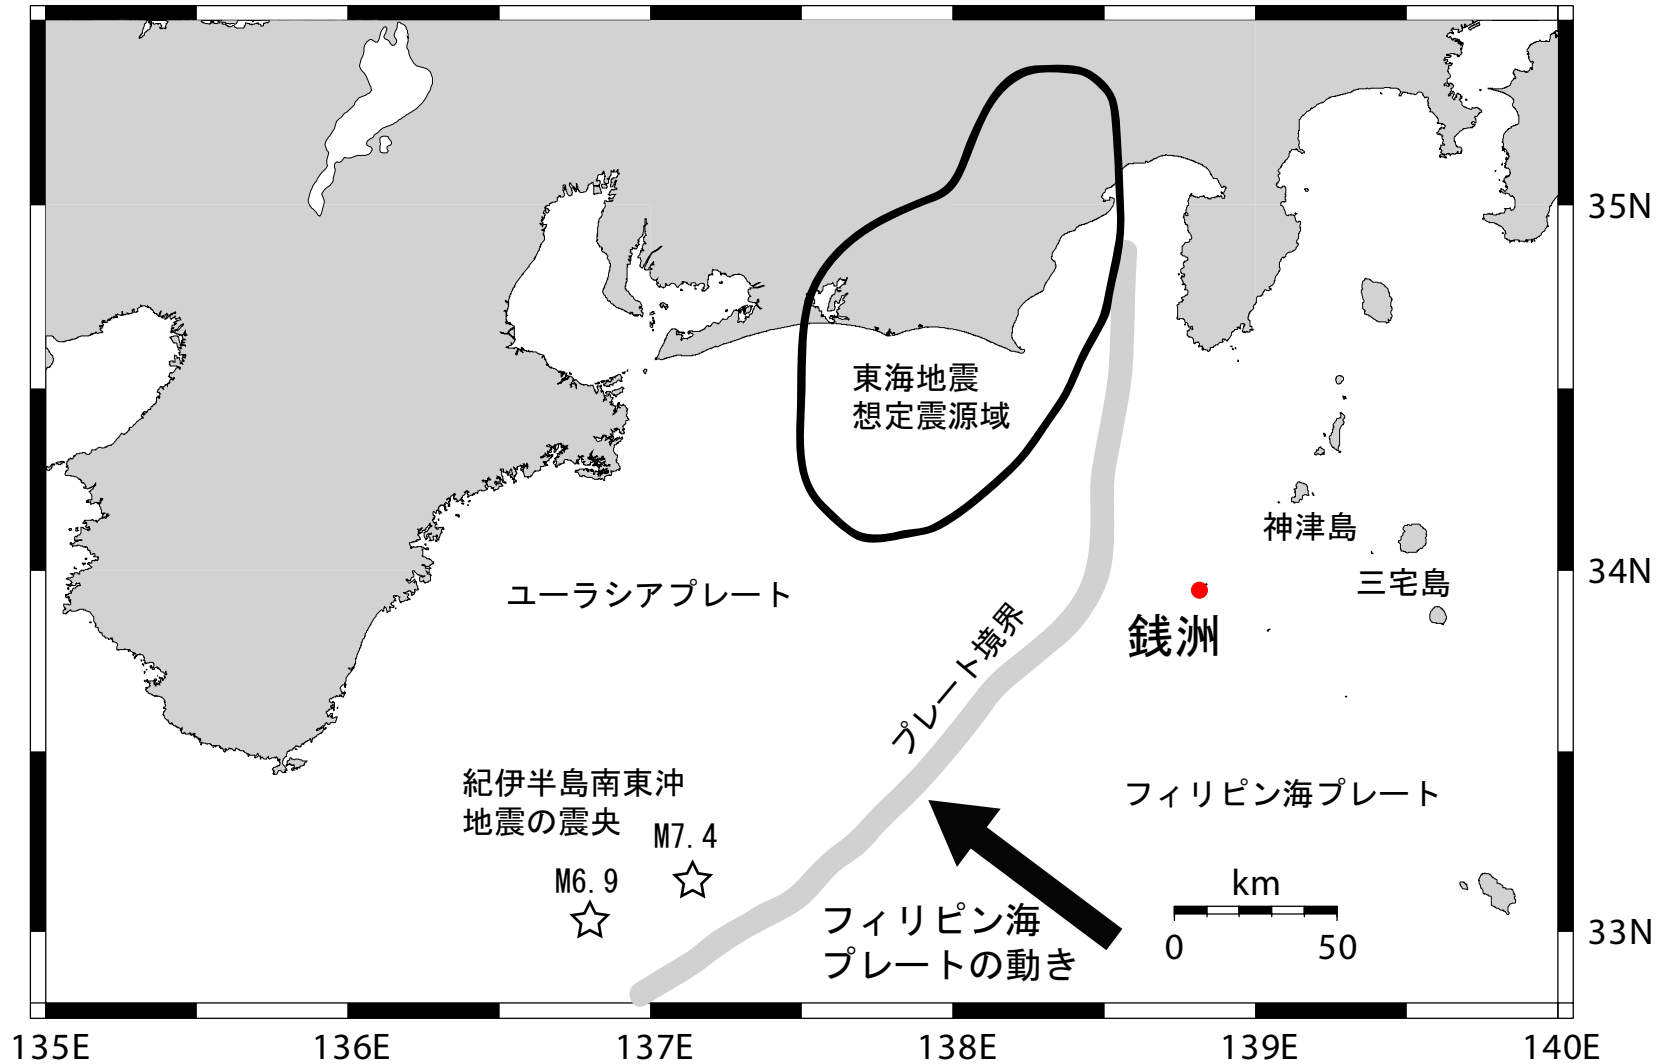 東海地震
想定震源域
35N
神津島
三宅島
34N
ユーラシアプレート
銭洲
プレート境界
紀伊半島南東沖
地震の震央
M7.4
M6.9
フィリピン海プレート
km
0
50
フィリピン海
プレートの動き
33N
135E
136E
137E
138E
139E
140E